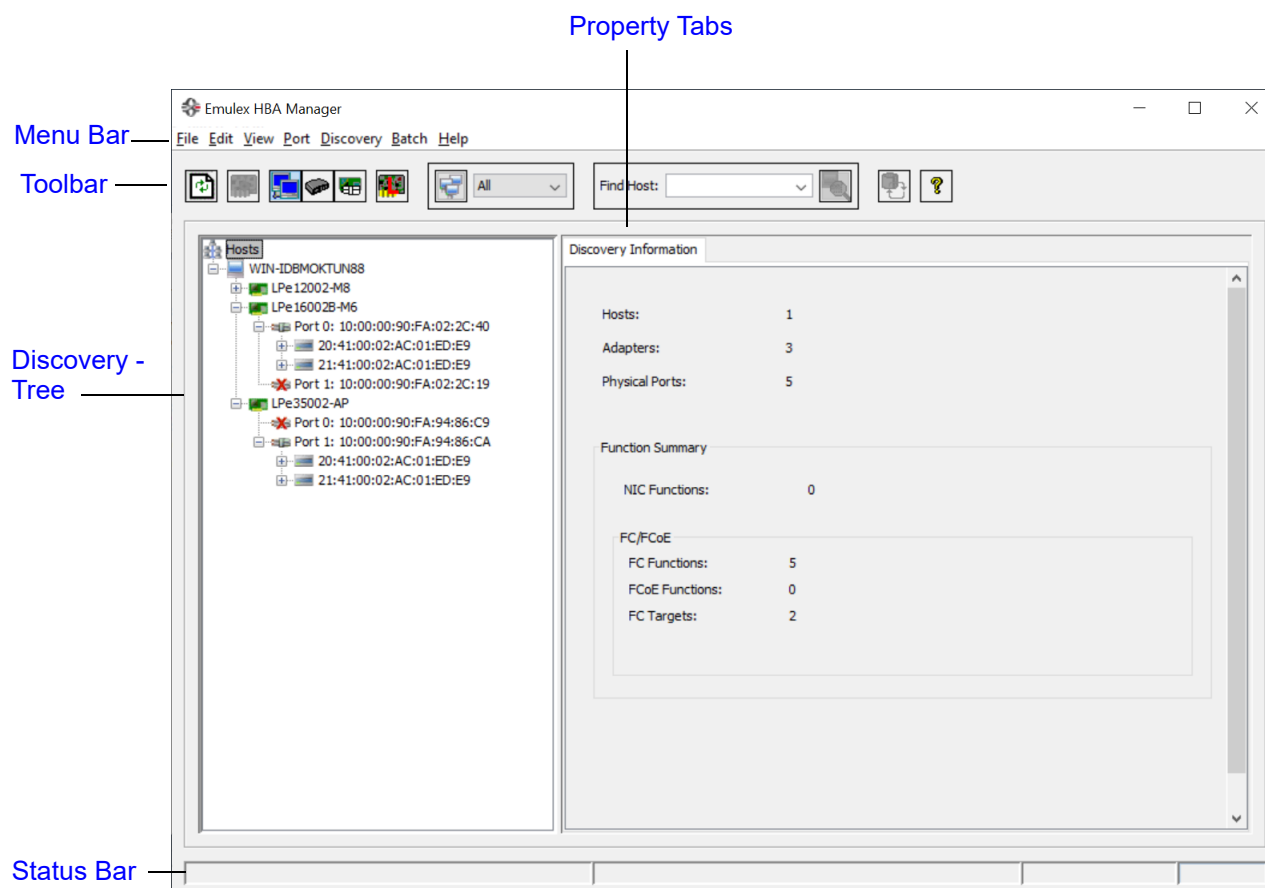 Property Tabs
Emulex HBA Manager
Menu Bar
File Edit View Port Discovery Batch Help
Toolbar
All
Find Host:
Hosts
WIN-IDBMOKTUN88
LPe12002-M8
LPe16002B-M6
Port 0: 10:00:00:90:FA:02:2C:40
20:41:00:02:AC:01:ED:E9
21:41:00:02:AC:01:ED:E9
Port 1: 10:00:00:90:FA:02:2C:19
LPe35002-AP
Port 0: 10:00:00:90:FA:94:86:C9
Port 1: 10:00:00:90:FA:94:86:CA
20:41:00:02:AC:01:ED:E9
21:41:00:02:AC:01:ED:E9
Discovery -
Tree
Discovery Information
Hosts: 1
Adapters: 3
Physical Ports: 5
Function Summary
NIC Functions: 0
FC/FCoE
FC Functions: 5
FCoE Functions: 0
FC Targets: 2
Status Bar